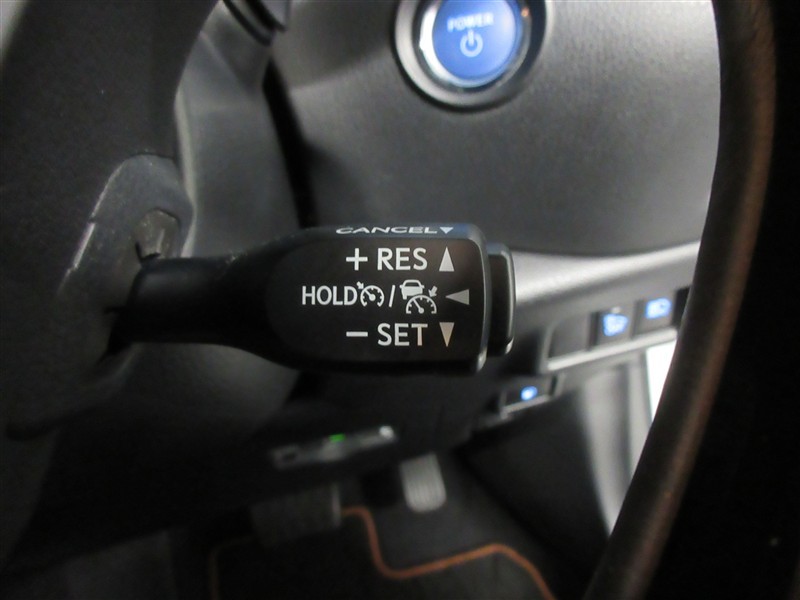 POWER
CANCEL
+ RES
HOLD /
− SET